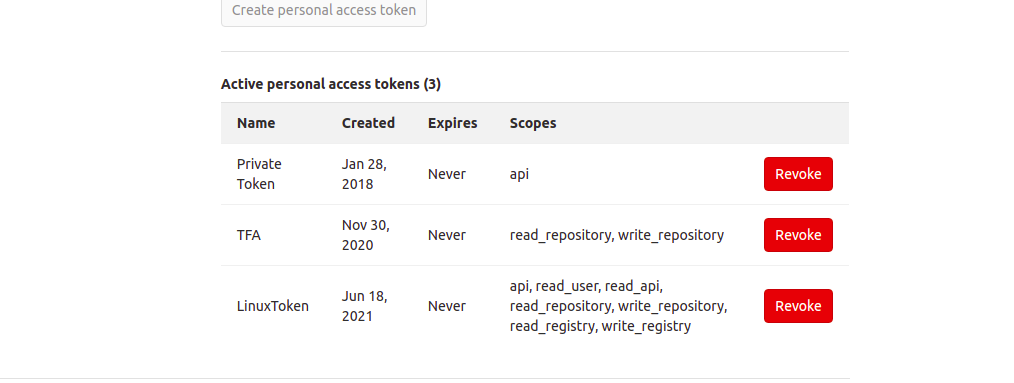 Create personal access token
Active personal access tokens (3)
Name Created Expires Scopes
Private Token Jan 28, 2018 Never api Revoke
TFA Nov 30, 2020 Never read_repository, write_repository Revoke
LinuxToken Jun 18, 2021 Never api, read_user, read_api, read_repository, write_repository, read_registry, write_registry Revoke